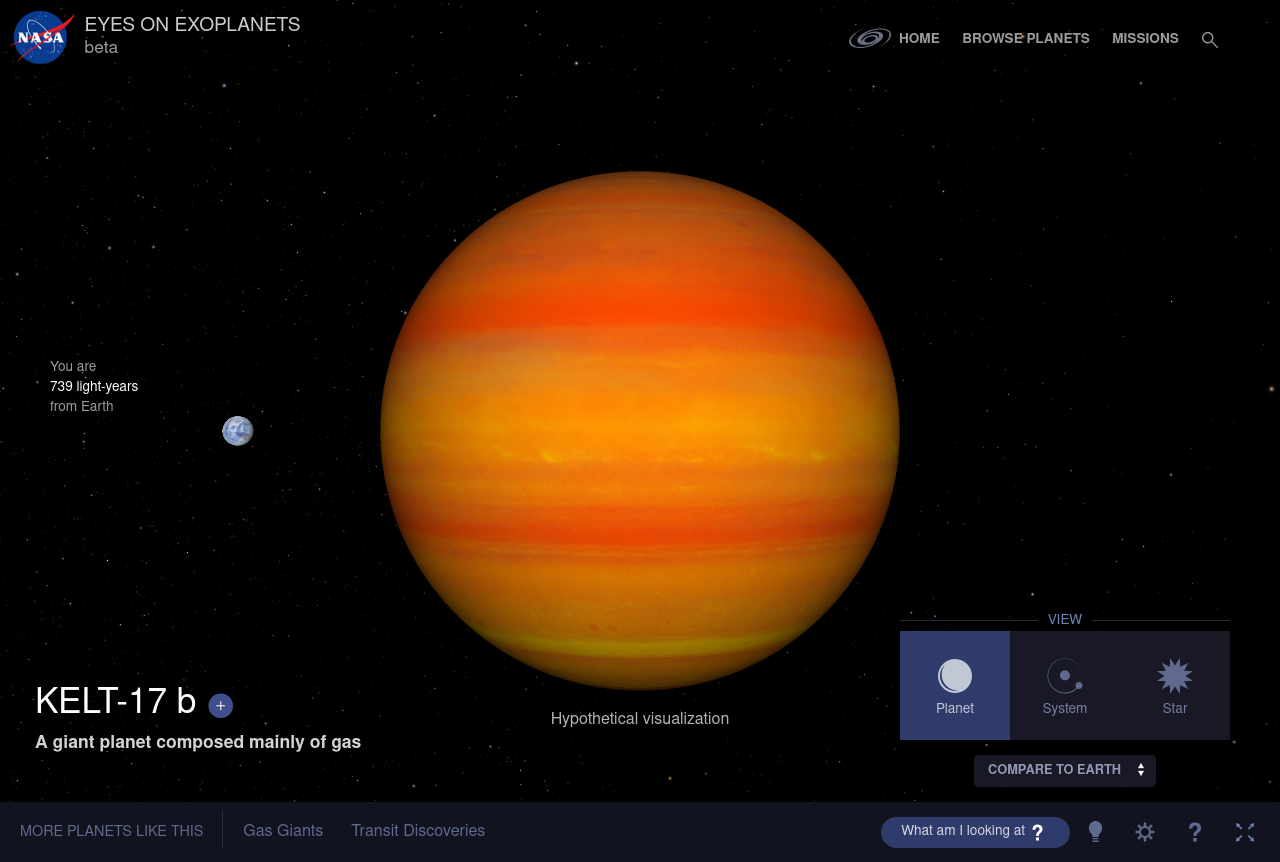 NASA
EYES ON EXOPLANETS
beta
HOME
BROWSE PLANETS
MISSIONS
You are
739 light-years
from Earth
VIEW
Planet
System
Star
KELT-17 b +
A giant planet composed mainly of gas
Hypothetical visualization
COMPARE TO EARTH
MORE PLANETS LIKE THIS
Gas Giants
Transit Discoveries
What am I looking at ?
?